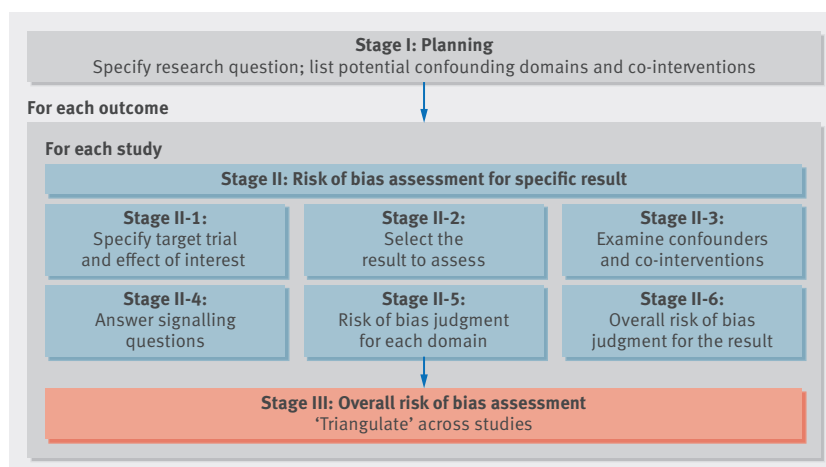 Stage I: Planning
Specify research question; list potential confounding domains and co-interventions
For each outcome
For each study
Stage II: Risk of bias assessment for specific result
Stage II-1:
Specify target trial
and effect of interest
Stage II-2:
Select the
result to assess
Stage II-3:
Examine confounders
and co-interventions
Stage II-4:
Answer signalling
questions
Stage II-5:
Risk of bias judgment
for each domain
Stage II-6:
Overall risk of bias
judgment for the result
Stage III: Overall risk of bias assessment
‘Triangulate’ across studies